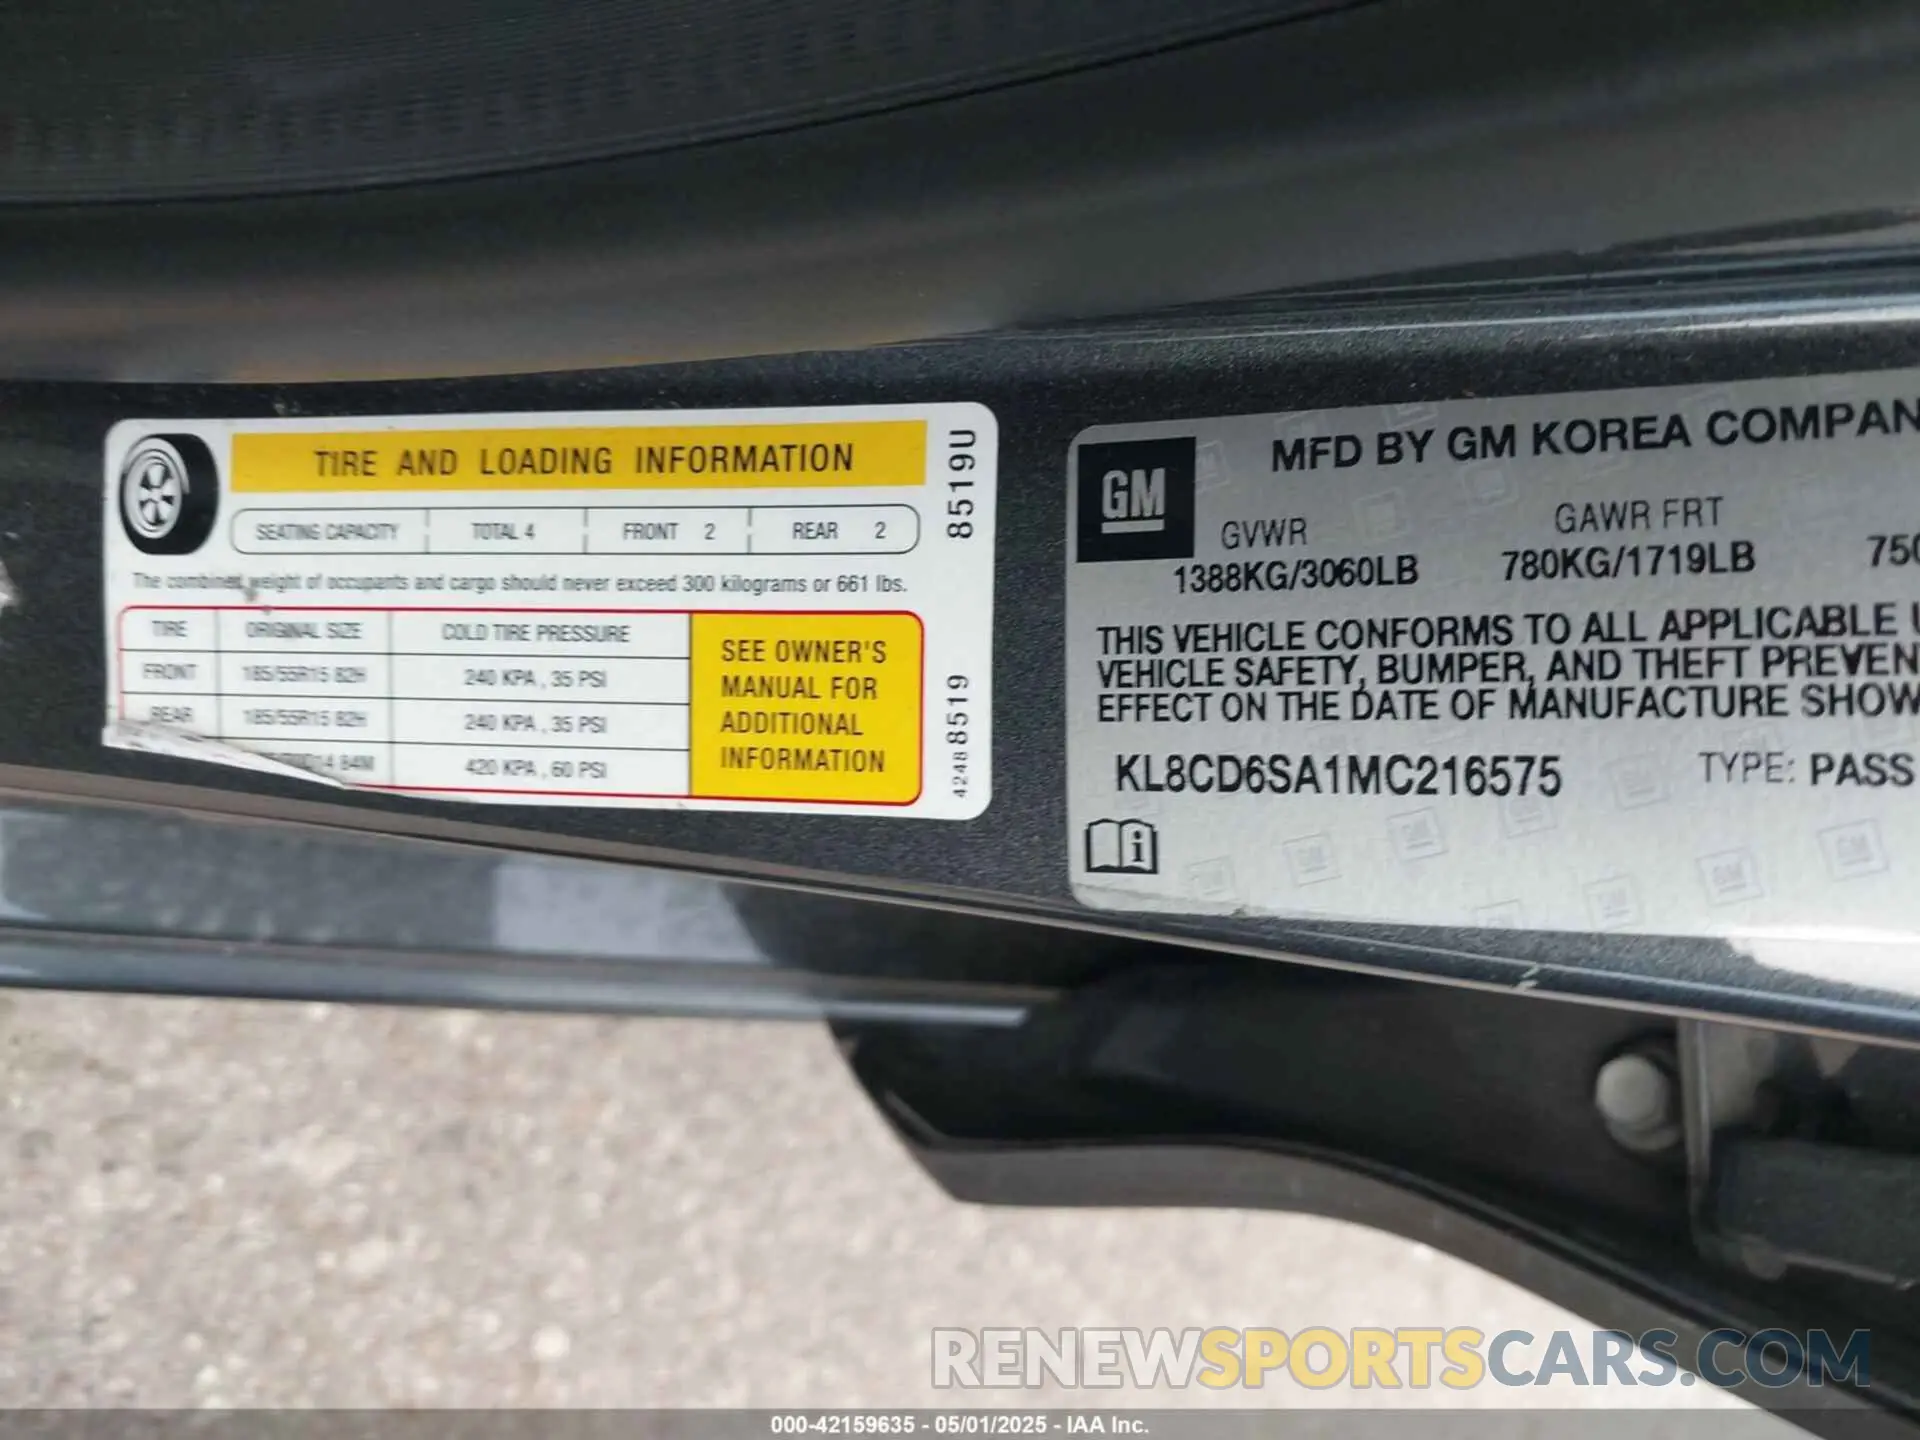 TIRE AND LOADING INFORMATION
SEATING CAPACITY TOTAL 4 FRONT 2 REAR 2
The combined weight of occupants and cargo should never exceed 300 kilograms or 661 lbs.
TIRE ORIGINAL SIZE COLD TIRE PRESSURE
FRONT 185/55R15 82H 240 KPA , 35 PSI
REAR 185/55R15 82H 240 KPA , 35 PSI
84M 420 KPA , 60 PSI
SEE OWNER'S
MANUAL FOR
ADDITIONAL
INFORMATION
8519U
4248 8519
GM
MFD BY GM KOREA COMPAN
GVWR GAWR FRT
1388KG/3060LB 780KG/1719LB 750
THIS VEHICLE CONFORMS TO ALL APPLICABLE U
VEHICLE SAFETY, BUMPER, AND THEFT PREVEN
EFFECT ON THE DATE OF MANUFACTURE SHOW
KL8CD6SA1MC216575 TYPE: PASS
i
RENEWSPORTSCARS.COM
000-42159635 - 05/01/2025 - IAA Inc.